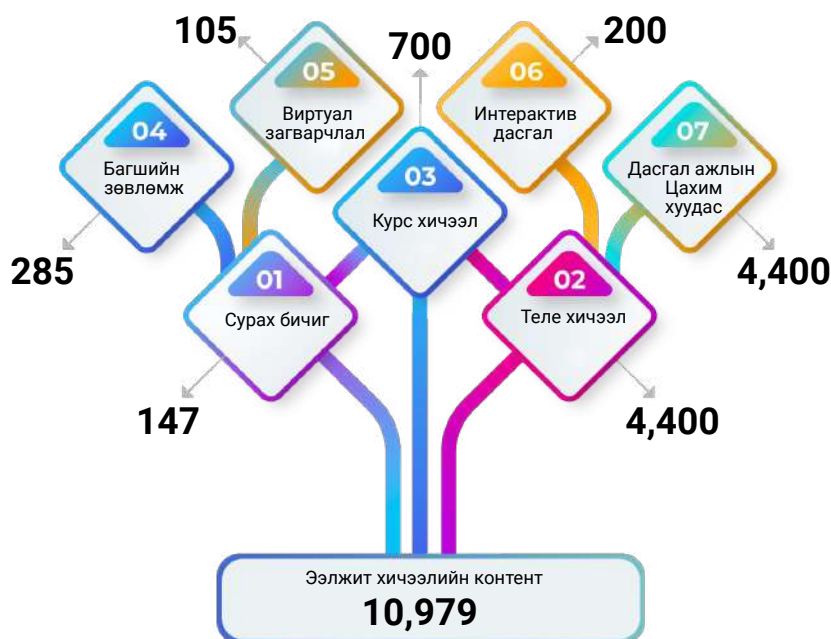 105
700
200
05
Виртуал
загварчлал
06
Интерактив
дасгал
04
Багшийн
зөвлөмж
07
Дасгал ажлын
Цахим
хуудас
03
Курс хичээл
285
4,400
01
Сурах бичиг
02
Теле хичээл
147
4,400
Ээлжит хичээлийн контент
10,979